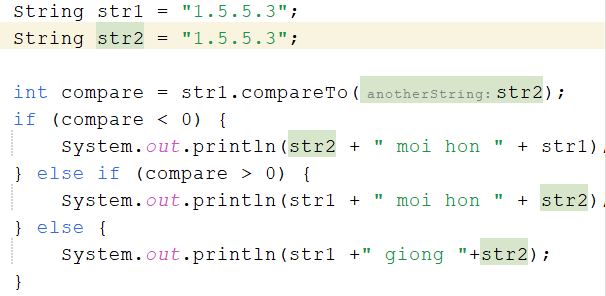 String str1 = "1.5.5.3";
String str2 = "1.5.5.3";
int compare = str1.compareTo( anotherString: str2);
if (compare < 0) {
System.out.println(str2 + " moi hon " + str1);
} else if (compare > 0) {
System.out.println(str1 + " moi hon " + str2);
} else {
System.out.println(str1 +" giong "+str2);
}